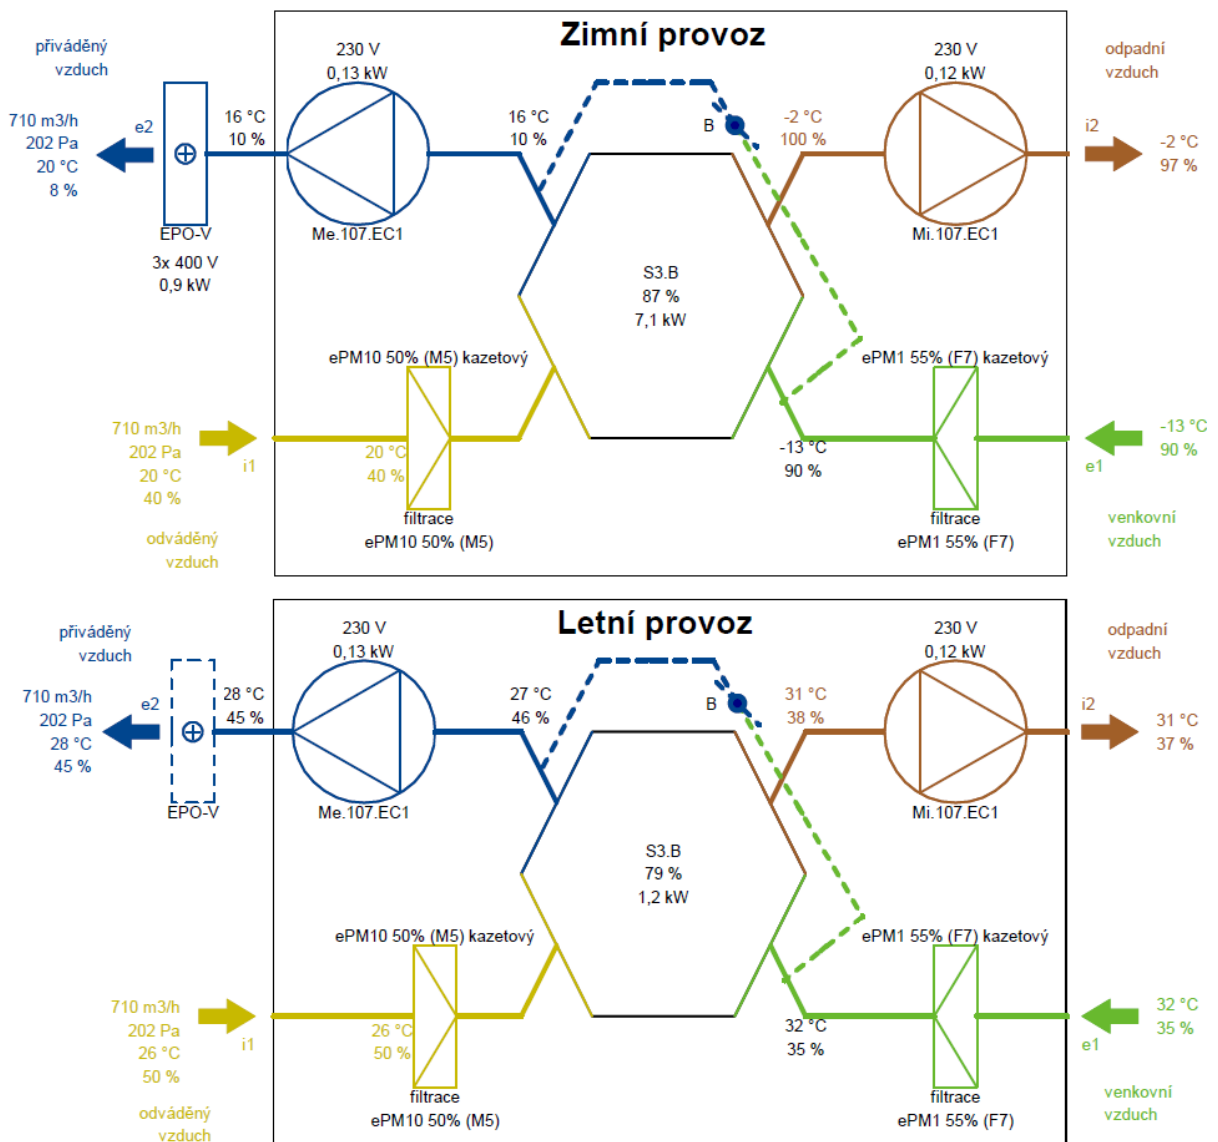 Zimní provoz
přiváděný
vzduch
230 V
0,13 kW
230 V
0,12 kW
odpadní
vzduch
710 m3/h
202 Pa
20 °C
8 %
e2
16 °C
10 %
16 °C
10 %
B
-2 °C
100 %
i2
-2 °C
97 %
EPO-V
3x 400 V
0,9 kW
Me.107.EC1
Mi.107.EC1
S3.B
87 %
7,1 kW
ePM10 50% (M5) kazetový
ePM1 55% (F7) kazetový
710 m3/h
202 Pa
20 °C
40 %
i1
20 °C
40 %
-13 °C
90 %
e1
-13 °C
90 %
filtrace
ePM10 50% (M5)
filtrace
ePM1 55% (F7)
odváděný
vzduch
venkovní
vzduch
Letní provoz
přiváděný
vzduch
230 V
0,13 kW
230 V
0,12 kW
odpadní
vzduch
710 m3/h
202 Pa
28 °C
45 %
e2
28 °C
45 %
27 °C
46 %
B
31 °C
38 %
i2
31 °C
37 %
EPO-V
Me.107.EC1
Mi.107.EC1
S3.B
79 %
1,2 kW
ePM10 50% (M5) kazetový
ePM1 55% (F7) kazetový
710 m3/h
202 Pa
26 °C
50 %
i1
26 °C
50 %
32 °C
35 %
e1
32 °C
35 %
filtrace
ePM10 50% (M5)
filtrace
ePM1 55% (F7)
odváděný
vzduch
venkovní
vzduch